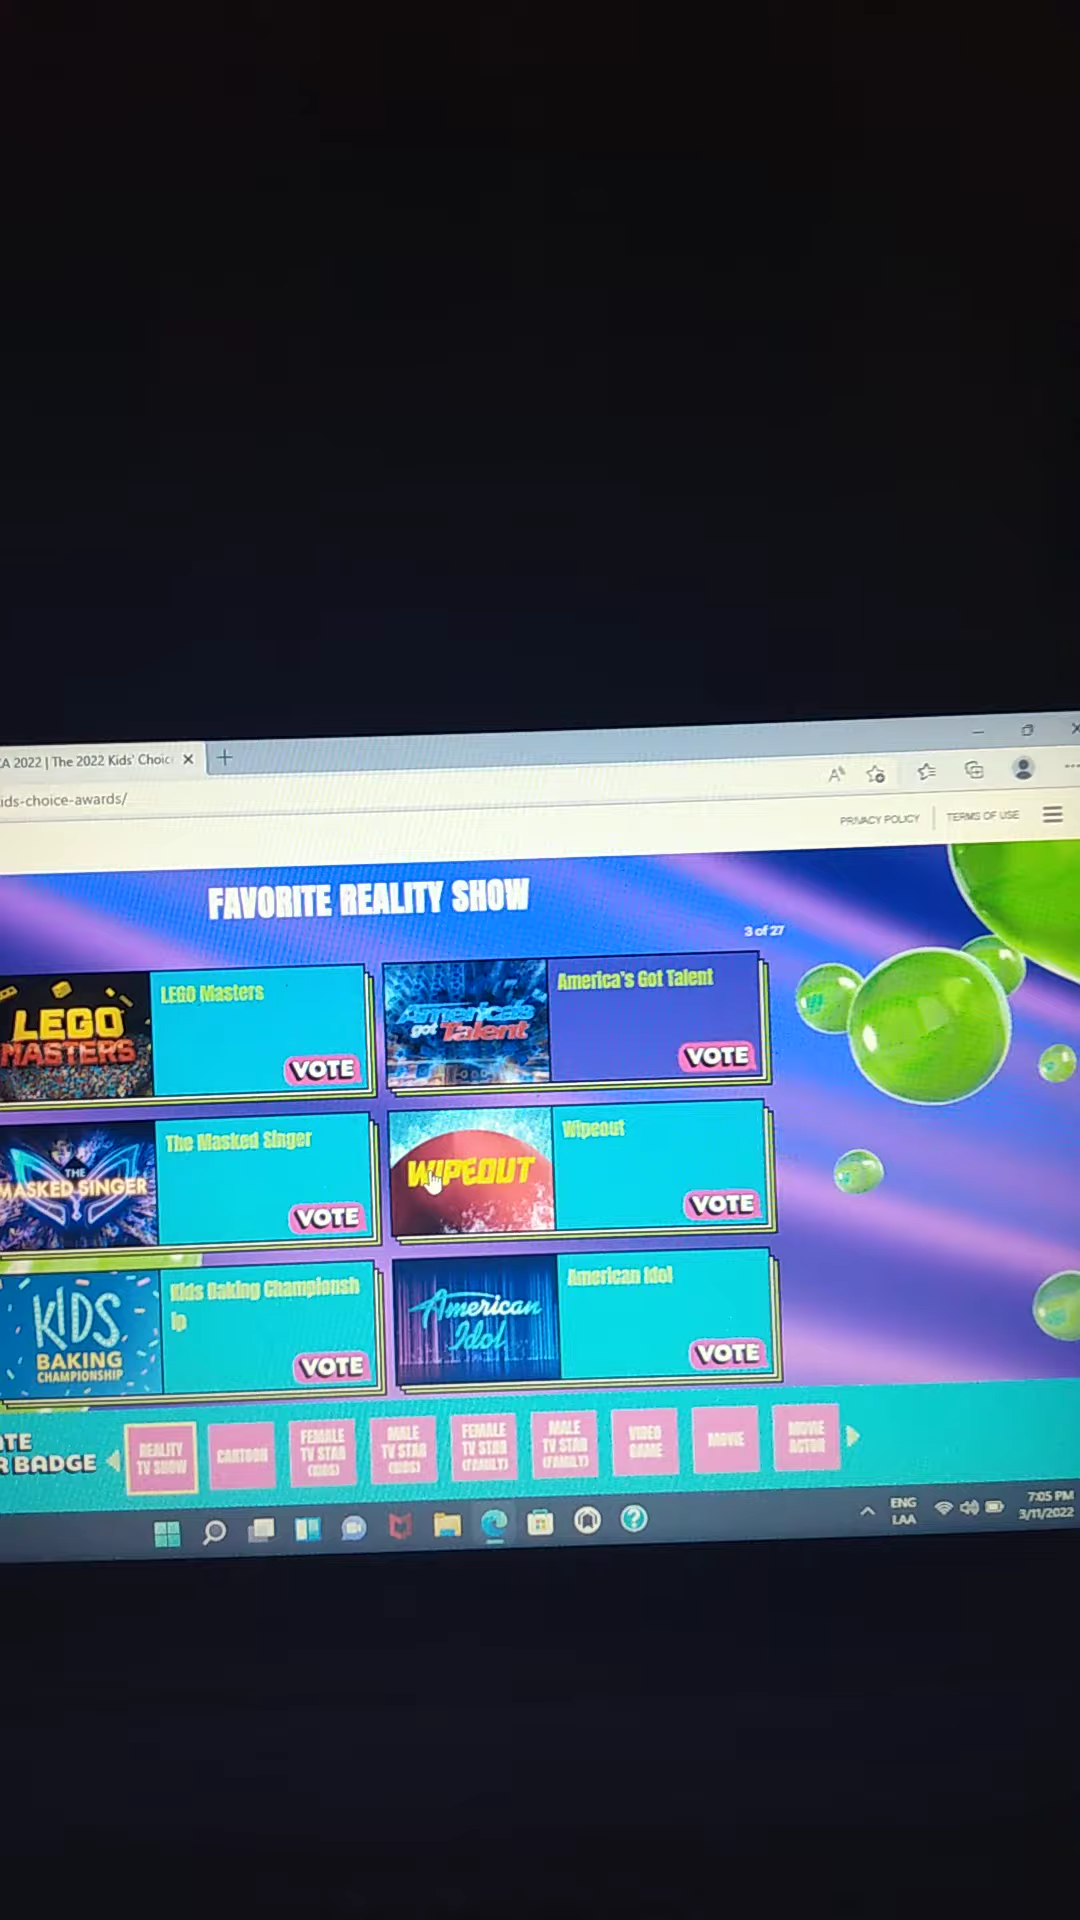 A 2022 | The 2022 Kids' Choic
ids-choice-awards/
PRIVACY POLICY
TERMS OF USE
FAVORITE REALITY SHOW
3 of 27
LEGO MASTERS
LEGO Masters
VOTE
America's got Talent
America's Got Talent
VOTE
THE
MASKED SINGER
The Masked Singer
VOTE
WIPEOUT
Wipeout
VOTE
KIDS
BAKING
CHAMPIONSHIP
Kids Baking Championsh
ip
VOTE
American
Idol
American Idol
VOTE
TE
R BADGE
REALITY
TV SHOW
CARTOON
FEMALE
TV STAR
(KIDS)
MALE
TV STAR
(KIDS)
FEMALE
TV STAR
(FAMILY)
MALE
TV STAR
(FAMILY)
VIDEO
GAME
MOVIE
MOVIE
ACTOR
ENG
LAA
7:05 PM
3/11/2022